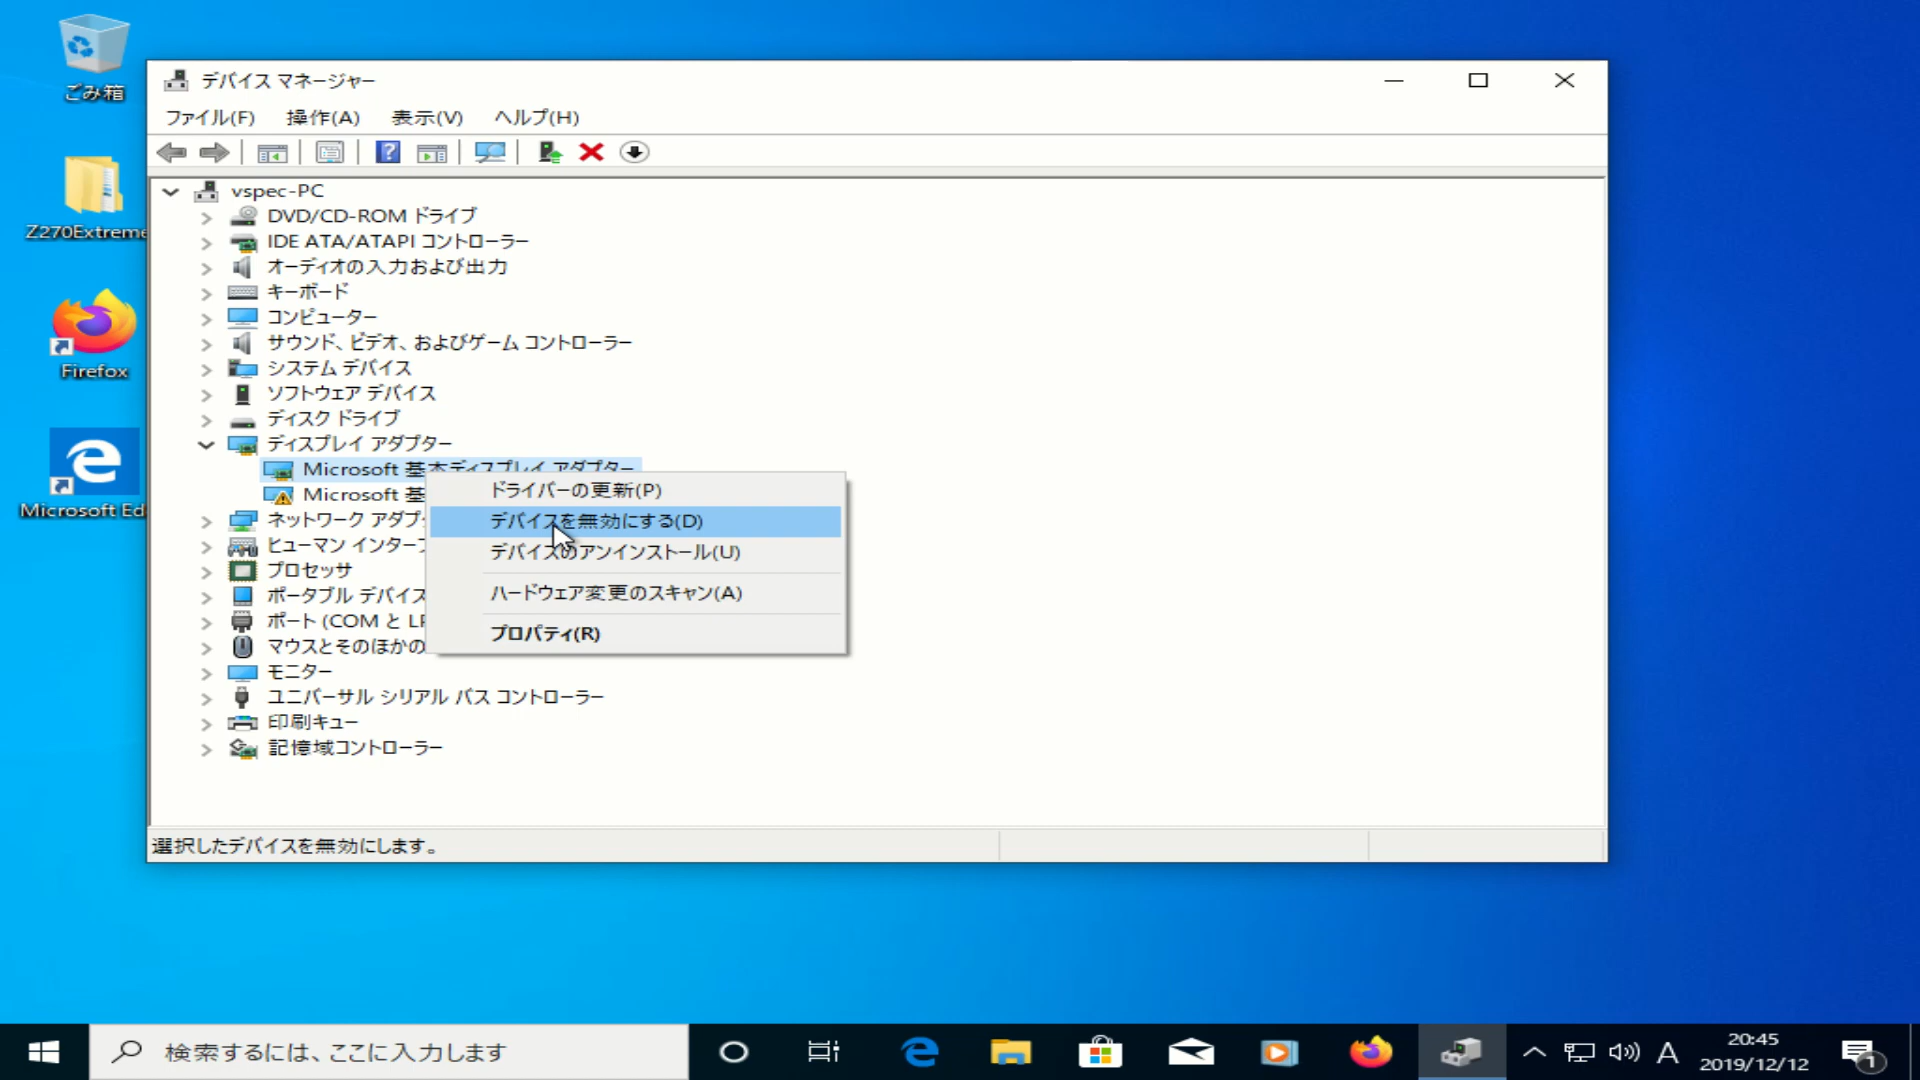 ごみ箱
Z270Extreme
Firefox
Microsoft Ed
デバイス マネージャー
ファイル(F) 操作(A) 表示(V) ヘルプ(H)
vspec-PC
DVD/CD-ROM ドライブ
IDE ATA/ATAPI コントローラー
オーディオの入力および出力
キーボード
コンピューター
サウンド、ビデオ、およびゲーム コントローラー
システム デバイス
ソフトウェア デバイス
ディスク ドライブ
ディスプレイ アダプター
Microsoft 基本ディスプレイ アダプター
Microsoft 基
ネットワーク アダプ
ヒューマン インターフ
プロセッサ
ポータブル デバイス
ポート (COM と LP
マウスとそのほかの
モニター
ユニバーサル シリアル バス コントローラー
印刷キュー
記憶域コントローラー
ドライバーの更新(P)
デバイスを無効にする(D)
デバイスのアンインストール(U)
ハードウェア変更のスキャン(A)
プロパティ(R)
選択したデバイスを無効にします。
検索するには、ここに入力します
A
20:45
2019/12/12
1